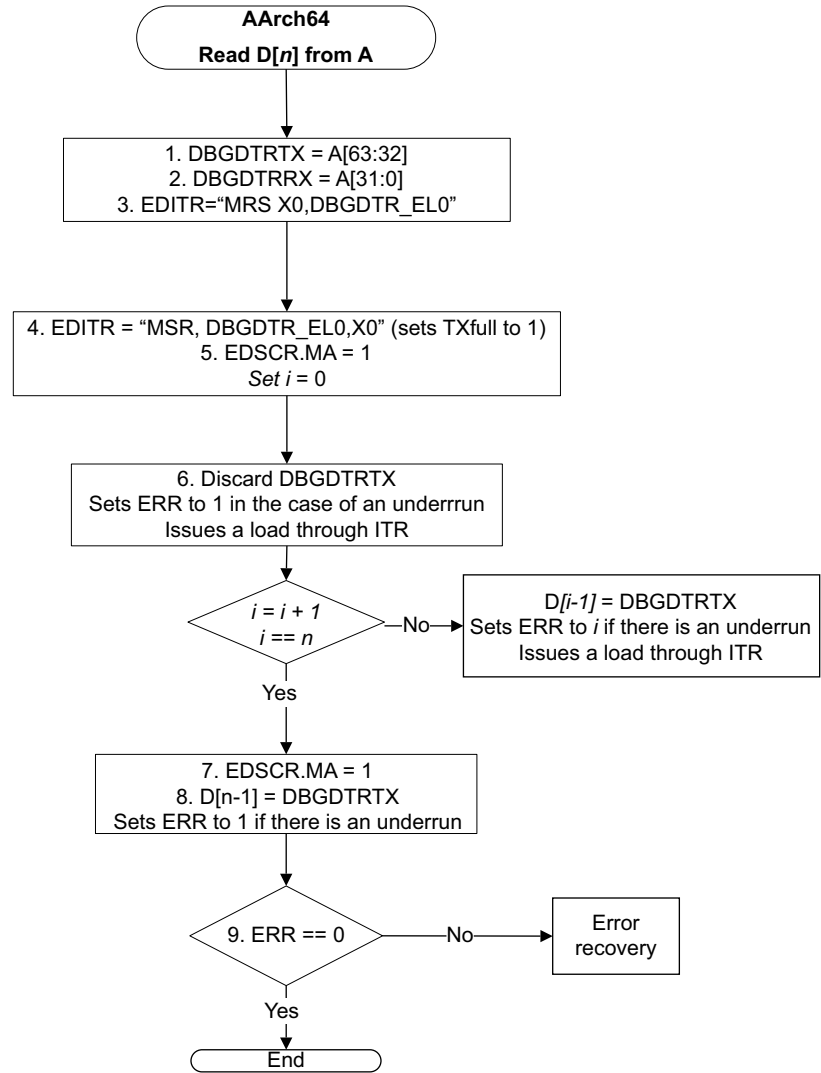 AArch64
Read D[n] from A
1. DBGDTRTX = A[63:32]
2. DBGDTRRX = A[31:0]
3. EDITR=“MRS X0,DBGDTR_EL0”
4. EDITR = “MSR, DBGDTR_EL0,X0” (sets TXfull to 1)
5. EDSCR.MA = 1
Set i = 0
6. Discard DBGDTRTX
Sets ERR to 1 in the case of an underrrun
Issues a load through ITR
i = i + 1
i == n
No
D[i-1] = DBGDTRTX
Sets ERR to i if there is an underrun
Issues a load through ITR
Yes
7. EDSCR.MA = 1
8. D[n-1] = DBGDTRTX
Sets ERR to 1 if there is an underrun
9. ERR == 0
No
Error
recovery
Yes
End